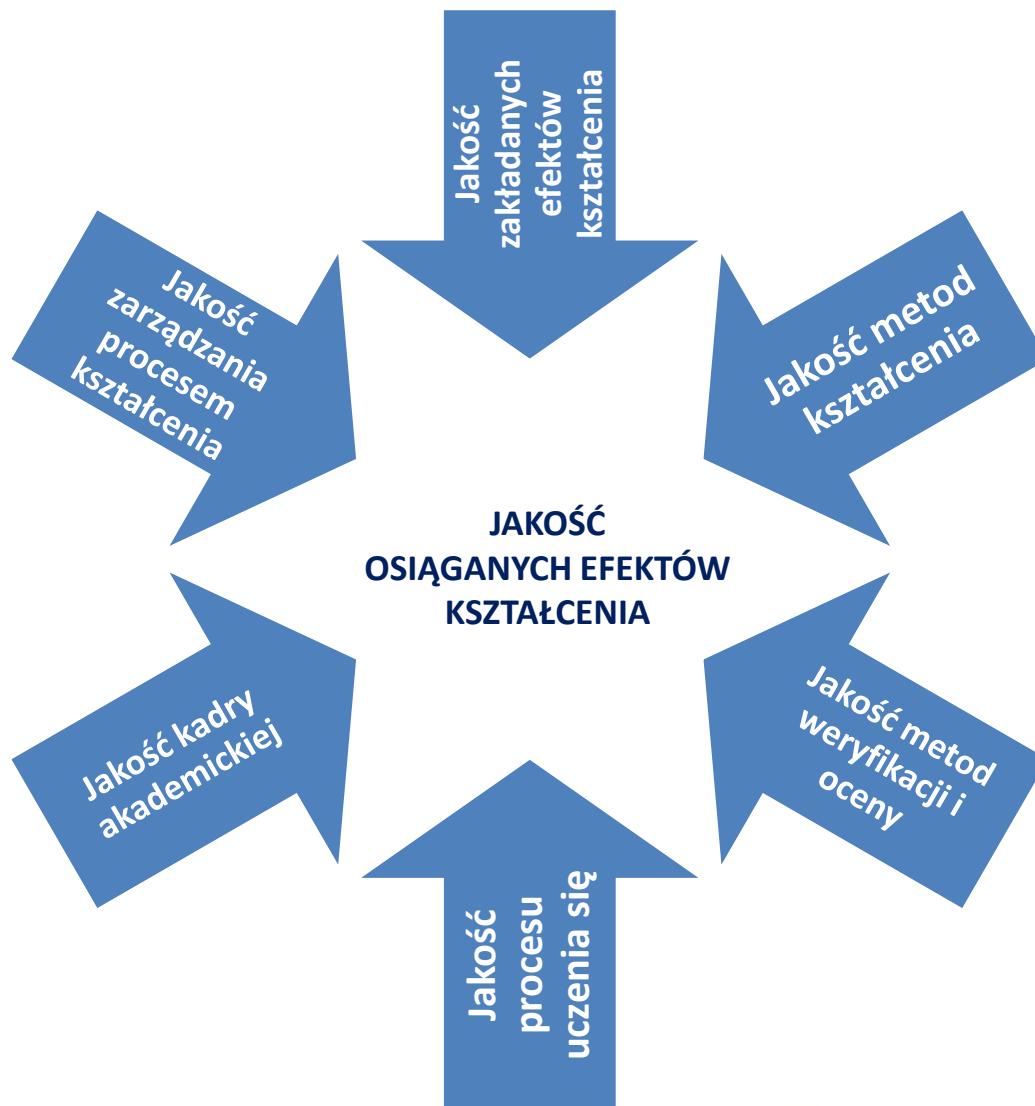 Jakość
zakładanych
efektów
kształcenia
Jakość metod
kształcenia
Jakość metod
weryfikacji i
oceny
Jakość
procesu
uczenia się
Jakość kadry
akademickiej
Jakość
zarządzania
procesem
kształcenia
JAKOŚĆ
OSIĄGANYCH EFEKTÓW
KSZTAŁCENIA